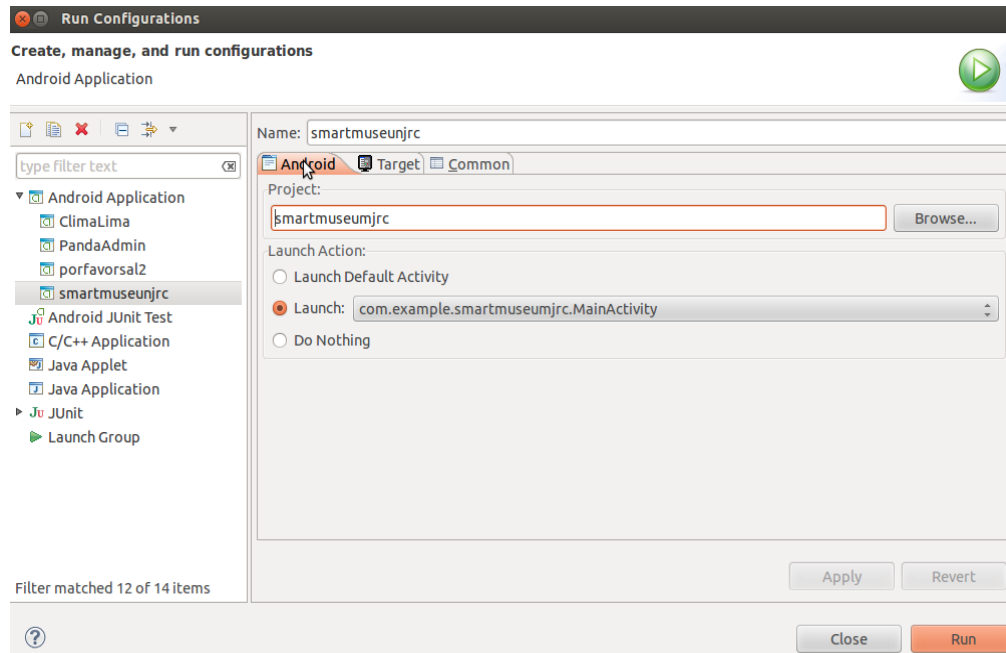 Run Configurations
Create, manage, and run configurations
Android Application
type filter text
Android Application
ClimaLima
PandaAdmin
porfavorsal2
smartmuseunjrc
Android JUnit Test
C/C++ Application
Java Applet
Java Application
JUnit
Launch Group
Filter matched 12 of 14 items
Name: smartmuseunjrc
Android Target Common
Project:
smartmuseumjrc Browse...
Launch Action:
Launch Default Activity
Launch: com.example.smartmuseumjrc.MainActivity
Do Nothing
Apply Revert
Close Run